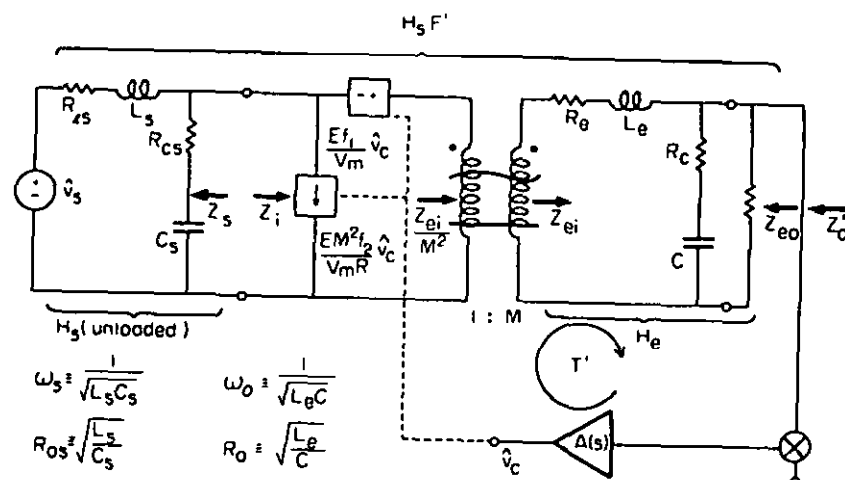 H_s F'
R_ℓs
L_s
R_cs
v̂_s
C_s
Z_s
Z_i
- +
Ef_1/V_m v̂_c
EM²f_2/V_mR v̂_c
Z_ei/M²
Z_ei
1 : M
R_e
L_e
R_c
C
Z_eo
Z_o'
H_s (unloaded)
H_e
T'
ω_s ≡ 1/√(L_sC_s)
ω_o ≡ 1/√(L_eC)
R_os ≡ √(L_s/C_s)
R_o ≡ √(L_e/C)
v̂_c
A(s)